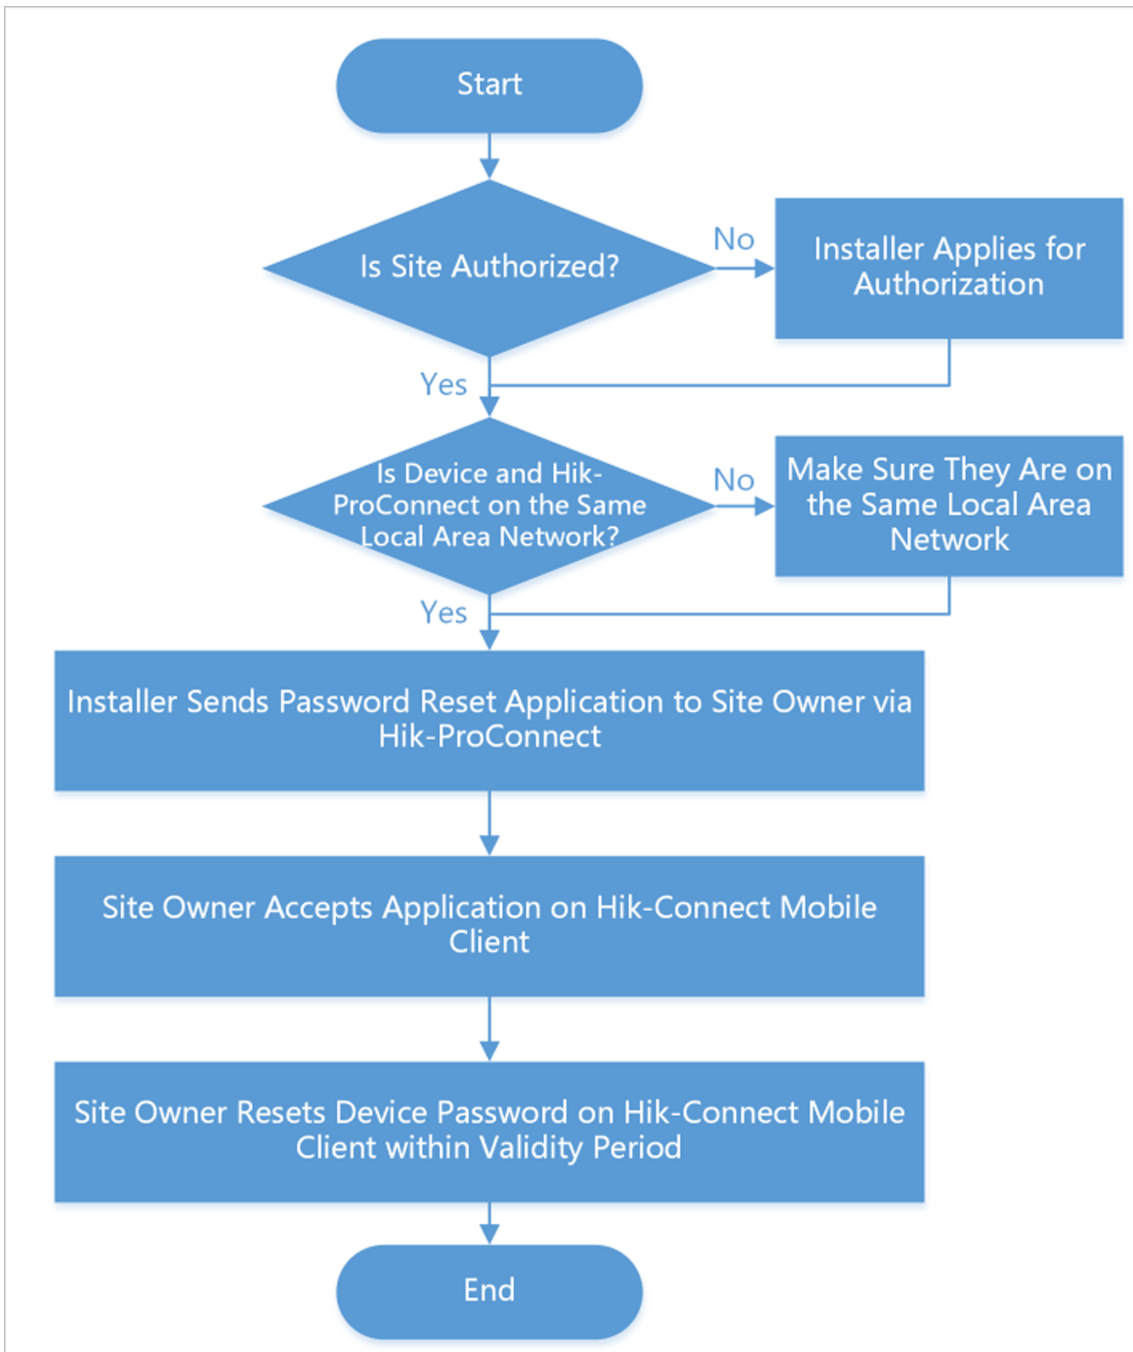 Start
Is Site Authorized?
No
Installer Applies for
Authorization
Yes
Is Device and Hik-
ProConnect on the Same
Local Area Network?
No
Make Sure They Are on
the Same Local Area
Network
Yes
Installer Sends Password Reset Application to Site Owner via
Hik-ProConnect
Site Owner Accepts Application on Hik-Connect Mobile
Client
Site Owner Resets Device Password on Hik-Connect Mobile
Client within Validity Period
End